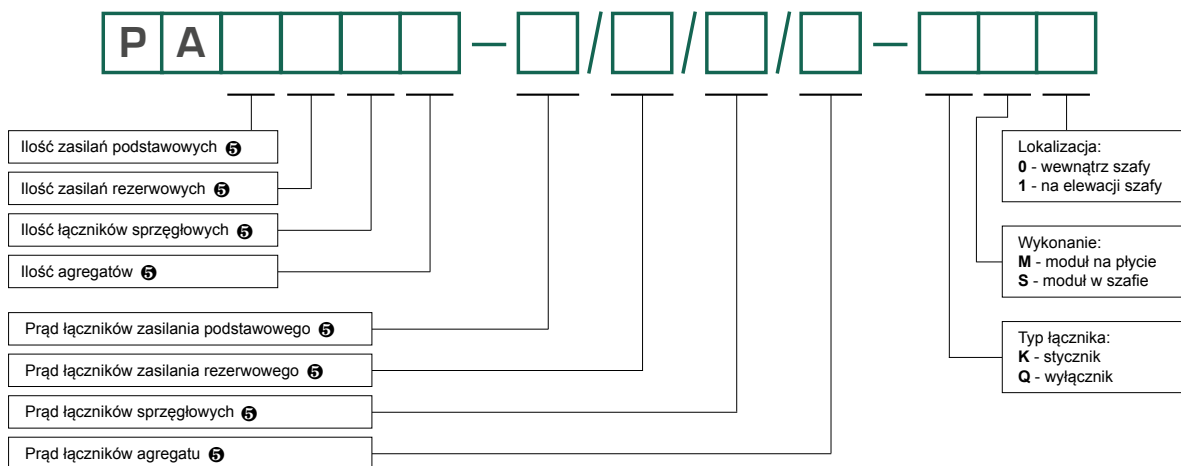 P A — / / / —
Ilość zasilań podstawowych ❺
Ilość zasilań rezerwowych ❺
Ilość łączników sprzęgłowych ❺
Ilość agregatów ❺
Prąd łączników zasilania podstawowego ❺
Prąd łączników zasilania rezerwowego ❺
Prąd łączników sprzęgłowych ❺
Prąd łączników agregatu ❺
Lokalizacja:
0 - wewnątrz szafy
1 - na elewacji szafy
Wykonanie:
M - moduł na płycie
S - moduł w szafie
Typ łącznika:
K - stycznik
Q - wyłącznik